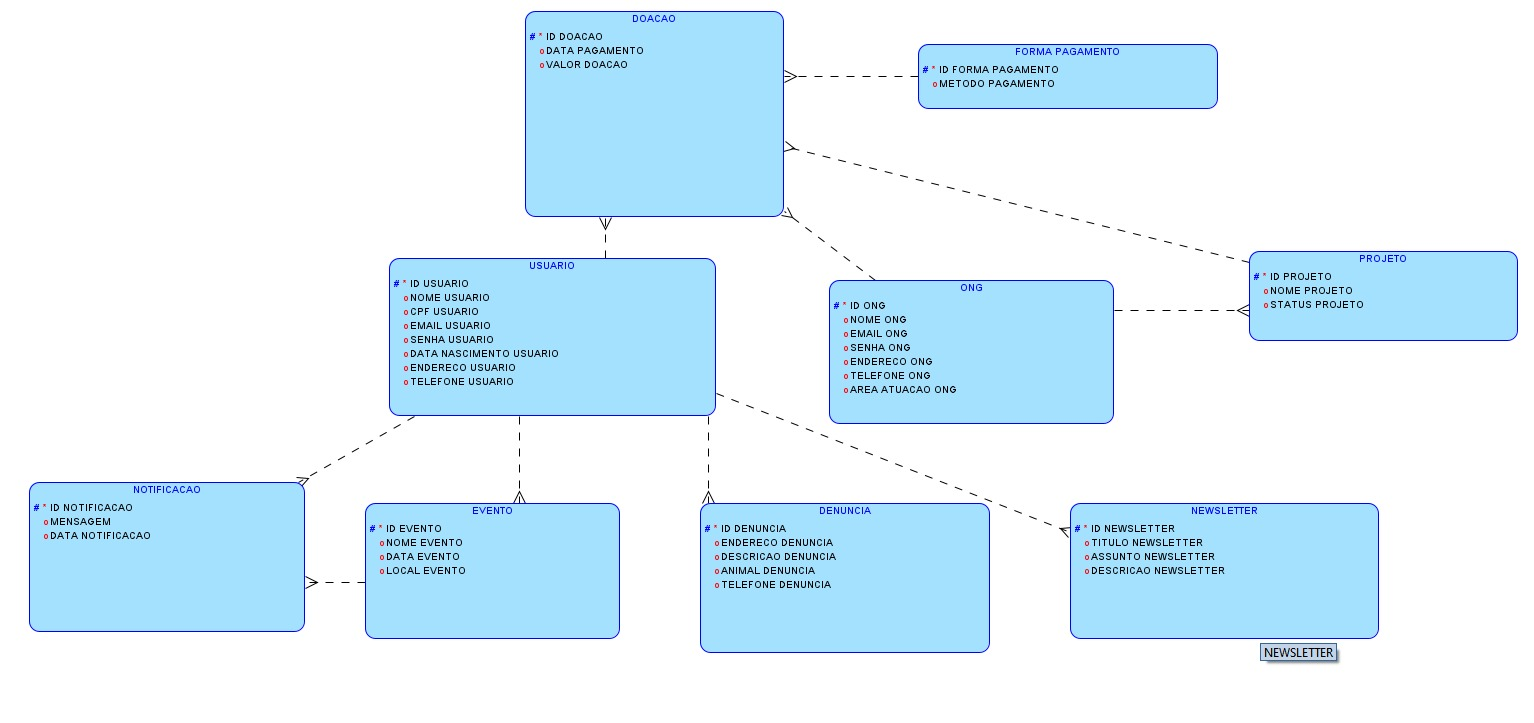 DOACAO
# * ID DOACAO
o DATA PAGAMENTO
o VALOR DOACAO
FORMA PAGAMENTO
# * ID FORMA PAGAMENTO
o METODO PAGAMENTO
USUARIO
# * ID USUARIO
o NOME USUARIO
o CPF USUARIO
o EMAIL USUARIO
o SENHA USUARIO
o DATA NASCIMENTO USUARIO
o ENDERECO USUARIO
o TELEFONE USUARIO
ONG
# * ID ONG
o NOME ONG
o EMAIL ONG
o SENHA ONG
o ENDERECO ONG
o TELEFONE ONG
o AREA ATUACAO ONG
PROJETO
# * ID PROJETO
o NOME PROJETO
o STATUS PROJETO
NOTIFICACAO
# * ID NOTIFICACAO
o MENSAGEM
o DATA NOTIFICACAO
EVENTO
# * ID EVENTO
o NOME EVENTO
o DATA EVENTO
o LOCAL EVENTO
DENUNCIA
# * ID DENUNCIA
o ENDERECO DENUNCIA
o DESCRICAO DENUNCIA
o ANIMAL DENUNCIA
o TELEFONE DENUNCIA
NEWSLETTER
# * ID NEWSLETTER
o TITULO NEWSLETTER
o ASSUNTO NEWSLETTER
o DESCRICAO NEWSLETTER
NEWSLETTER